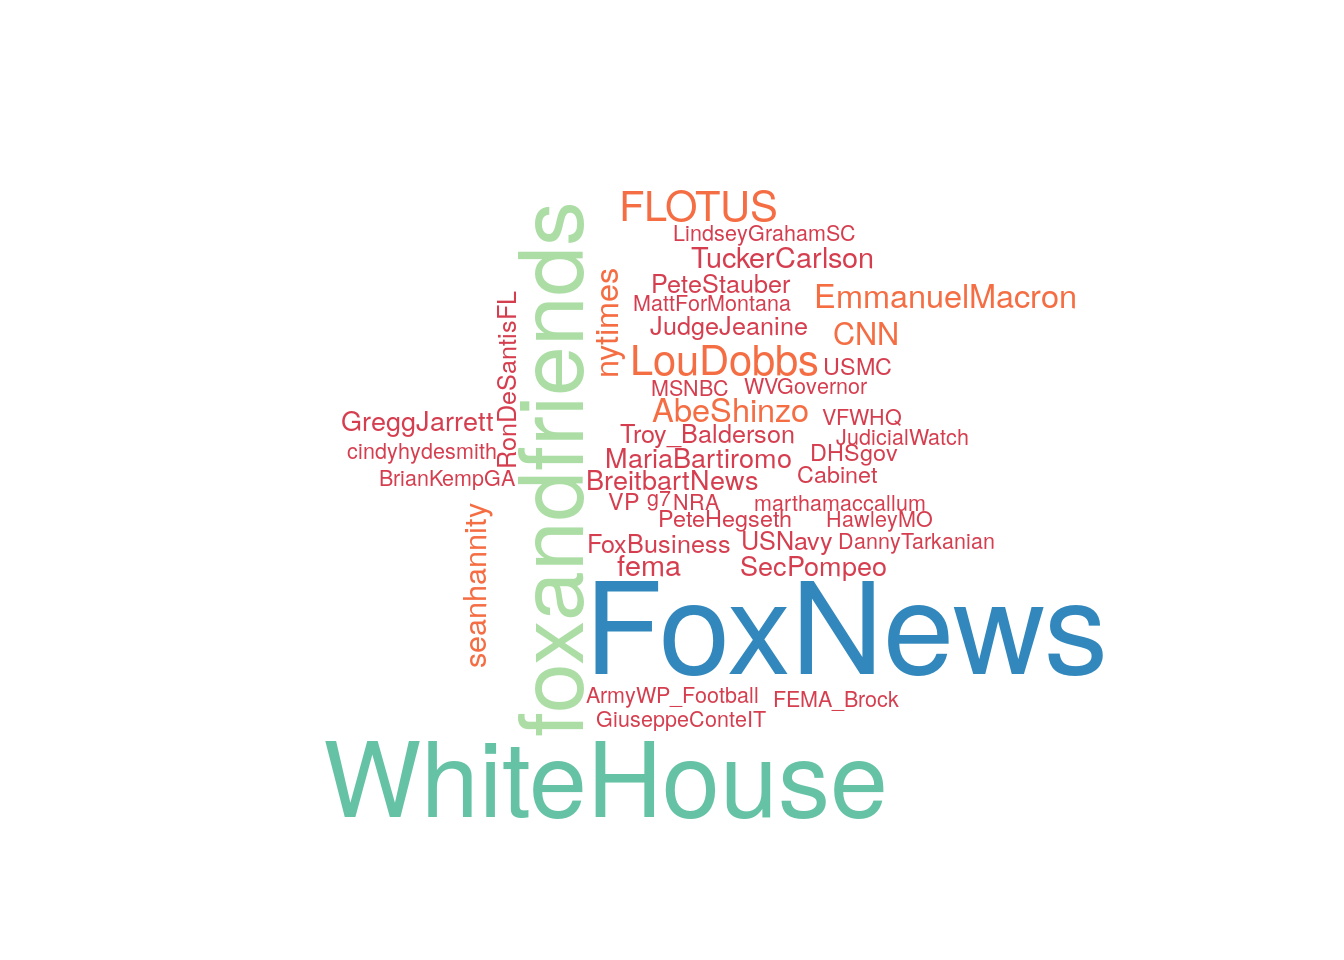 FLOTUS
LindseyGrahamSC
TuckerCarlson
PeteStauber
EmmanuelMacron
MattForMontana
nytimes
JudgeJeanine
CNN
LouDobbs
USMC
RonDeSantisFL
MSNBC
WVGovernor
AbeShinzo
VFWHQ
GreggJarrett
Troy_Balderson
JudicialWatch
cindyhydesmith
MariaBartiromo
DHSgov
foxandfriends
BrianKempGA
BreitbartNews
Cabinet
VP
g7
NRA
marthamaccallum
PeteHegseth
HawleyMO
FoxBusiness
USNavy
DannyTarkanian
fema
SecPompeo
seanhannity
FoxNews
ArmyWP_Football
FEMA_Brock
GiuseppeConteIT
WhiteHouse